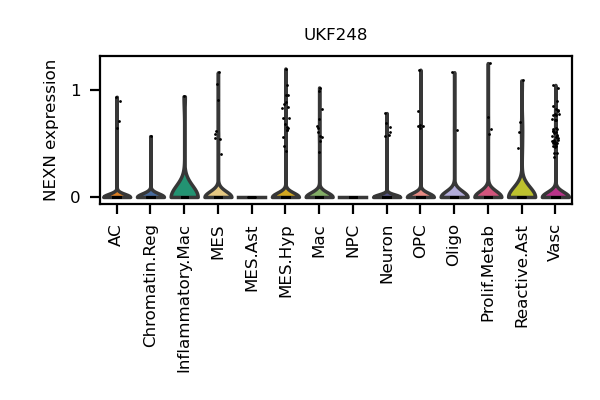 UKF248
NEXN expression
1
0
AC
Chromatin.Reg
Inflammatory.Mac
MES
MES.Ast
MES.Hyp
Mac
NPC
Neuron
OPC
Oligo
Prolif.Metab
Reactive.Ast
Vasc